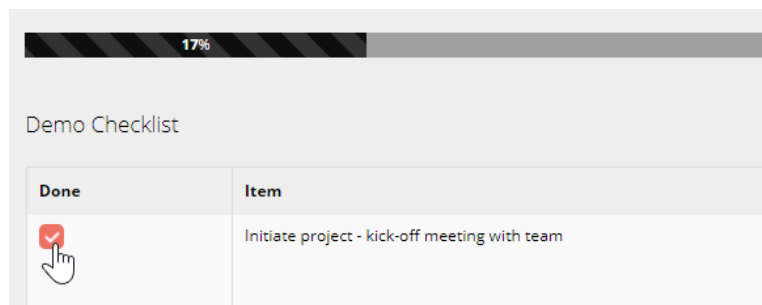 17%
Demo Checklist
Done
Item
Initiate project - kick-off meeting with team